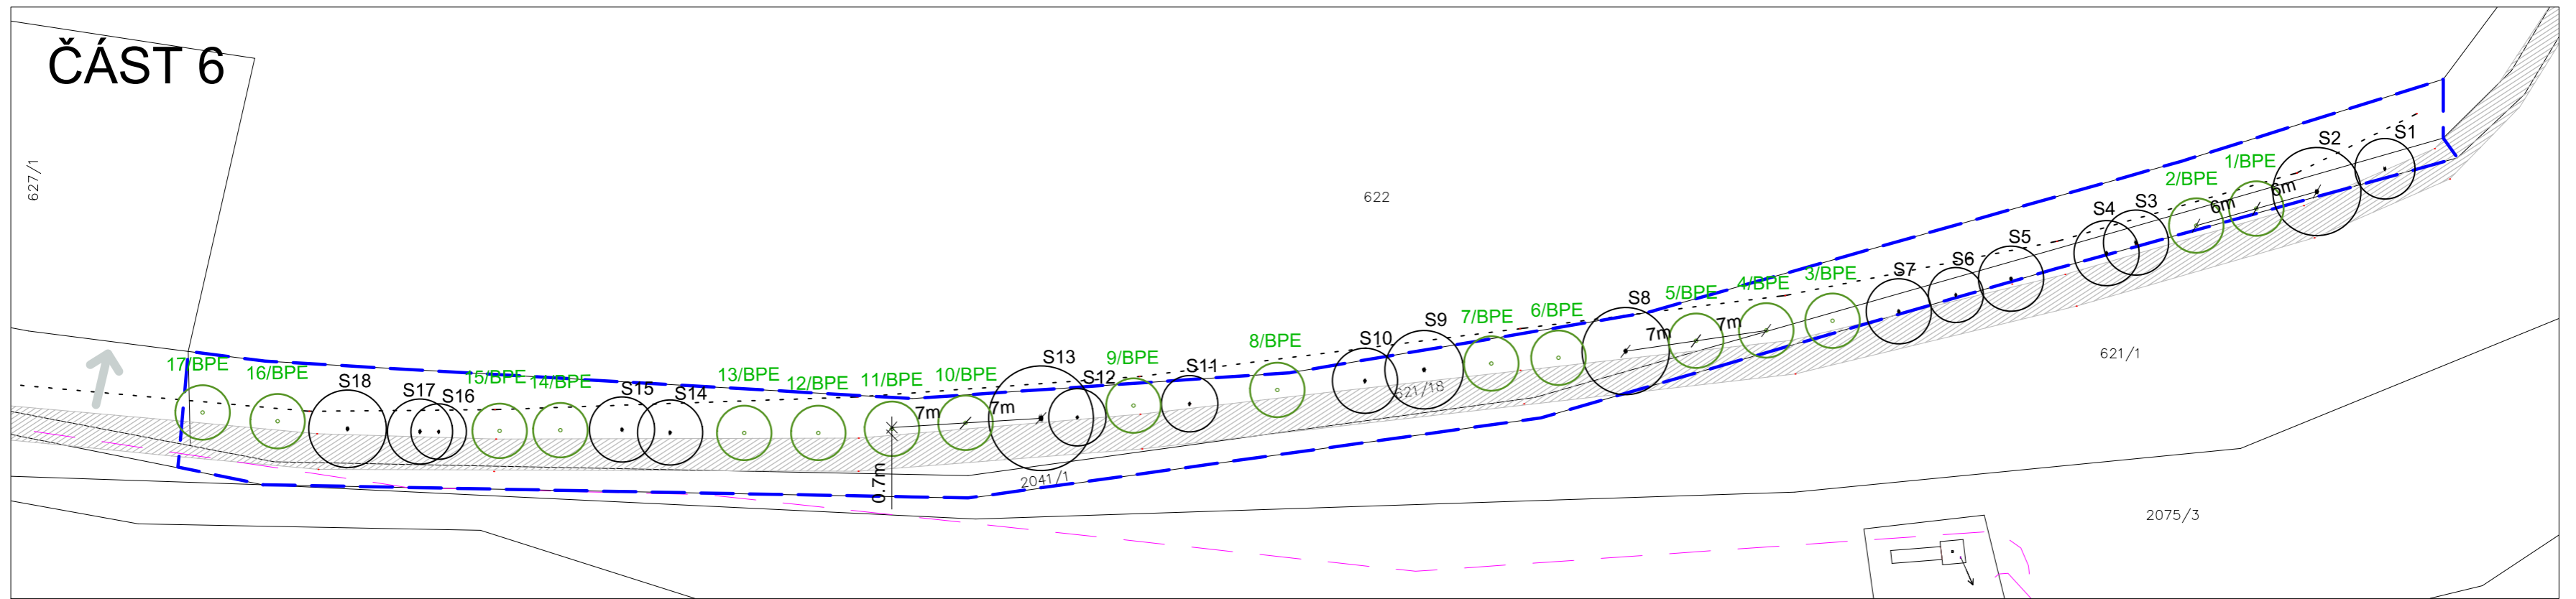 ČÁST 6
627/1
622
621/1
621/18
2041/1
2075/3
17/BPE
16/BPE
S18
S17
S16
15/BPE
14/BPE
S15
S14
13/BPE
12/BPE
11/BPE
7m
0.7m
10/BPE
7m
S13
S12
9/BPE
S11
8/BPE
S10
S9
7/BPE
6/BPE
S8
7m
5/BPE
7m
4/BPE
3/BPE
S7
S6
S5
S4
S3
2/BPE
6m
1/BPE
6m
S2
S1